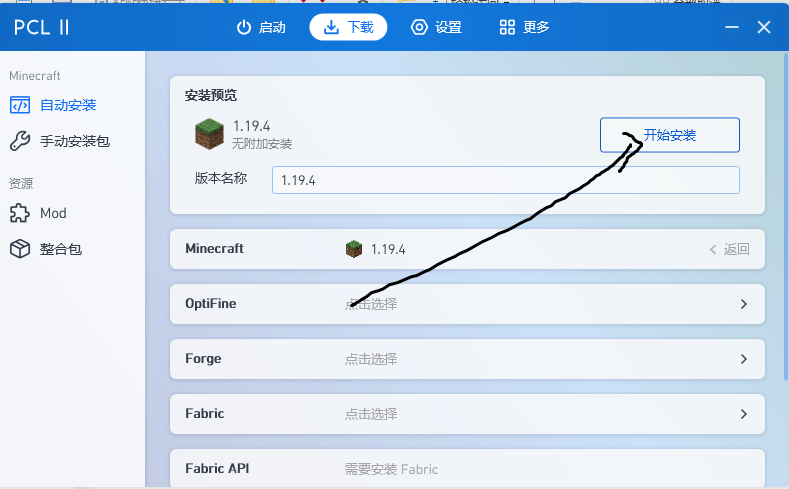 PCL II
启动
下载
设置
更多
Minecraft
自动安装
手动安装包
资源
Mod
整合包
安装预览
1.19.4
无附加安装
开始安装
版本名称
1.19.4
Minecraft
1.19.4
返回
OptiFine
点击选择
Forge
点击选择
Fabric
点击选择
Fabric API
需要安装 Fabric